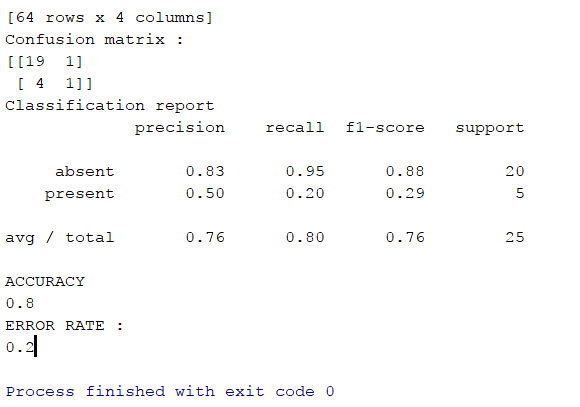 [64 rows x 4 columns]
Confusion matrix :
[[19  1]
 [ 4  1]]
Classification report
             precision    recall  f1-score   support

     absent       0.83      0.95      0.88        20
    present       0.50      0.20      0.29         5

avg / total       0.76      0.80      0.76        25

ACCURACY
0.8
ERROR RATE :
0.2

Process finished with exit code 0